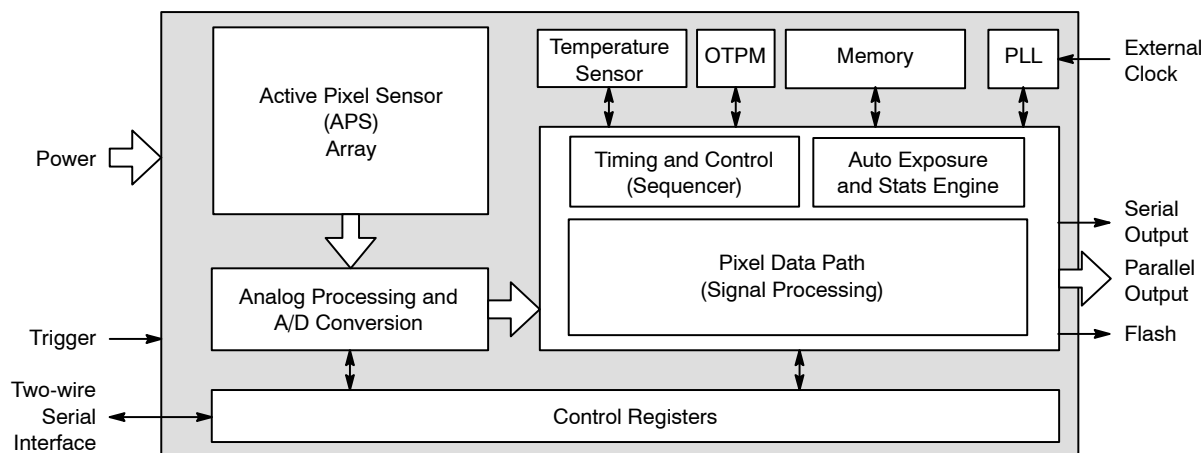 Active Pixel Sensor
(APS)
Array
Temperature
Sensor
OTPM
Memory
PLL
External
Clock
Power
Timing and Control
(Sequencer)
Auto Exposure
and Stats Engine
Serial
Output
Pixel Data Path
(Signal Processing)
Parallel
Output
Analog Processing and
A/D Conversion
Trigger
Flash
Two-wire
Serial
Interface
Control Registers